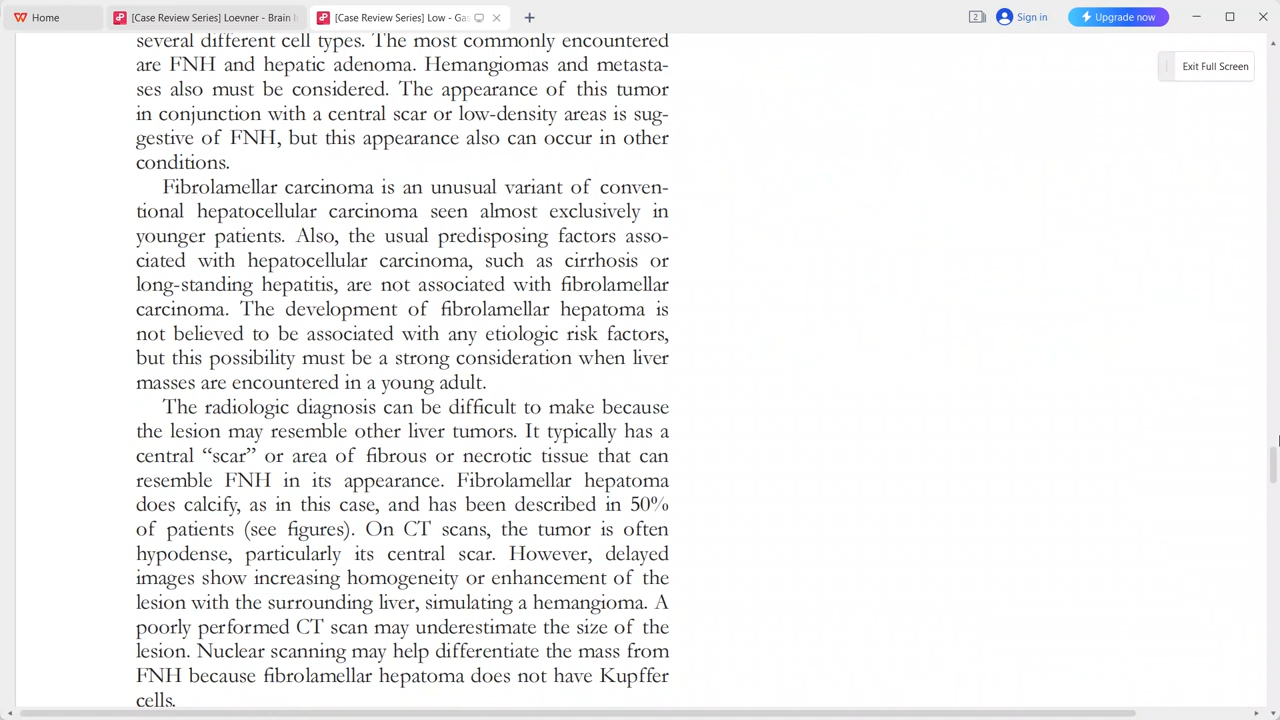 Home
[Case Review Series] Loevner - Brain I
[Case Review Series] Low - Gas
2
Sign in
Upgrade now
Exit Full Screen
several different cell types. The most commonly encountered
are FNH and hepatic adenoma. Hemangiomas and metasta-
ses also must be considered. The appearance of this tumor
in conjunction with a central scar or low-density areas is sug-
gestive of FNH, but this appearance also can occur in other
conditions.
Fibrolamellar carcinoma is an unusual variant of conven-
tional hepatocellular carcinoma seen almost exclusively in
younger patients. Also, the usual predisposing factors asso-
ciated with hepatocellular carcinoma, such as cirrhosis or
long-standing hepatitis, are not associated with fibrolamellar
carcinoma. The development of fibrolamellar hepatoma is
not believed to be associated with any etiologic risk factors,
but this possibility must be a strong consideration when liver
masses are encountered in a young adult.
The radiologic diagnosis can be difficult to make because
the lesion may resemble other liver tumors. It typically has a
central “scar” or area of fibrous or necrotic tissue that can
resemble FNH in its appearance. Fibrolamellar hepatoma
does calcify, as in this case, and has been described in 50%
of patients (see figures). On CT scans, the tumor is often
hypodense, particularly its central scar. However, delayed
images show increasing homogeneity or enhancement of the
lesion with the surrounding liver, simulating a hemangioma. A
poorly performed CT scan may underestimate the size of the
lesion. Nuclear scanning may help differentiate the mass from
FNH because fibrolamellar hepatoma does not have Kupffer
cells.